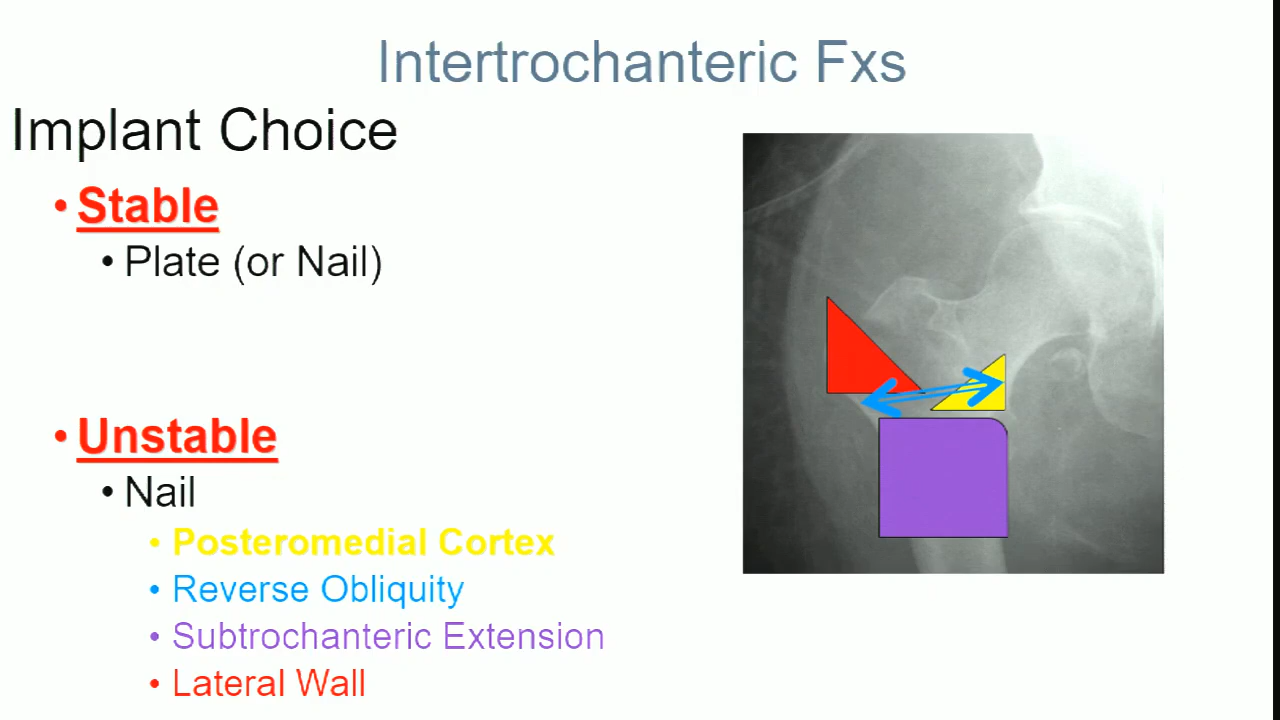 Intertrochanteric Fxs
Implant Choice
• Stable
• Plate (or Nail)
• Unstable
• Nail
• Posteromedial Cortex
• Reverse Obliquity
• Subtrochanteric Extension
• Lateral Wall